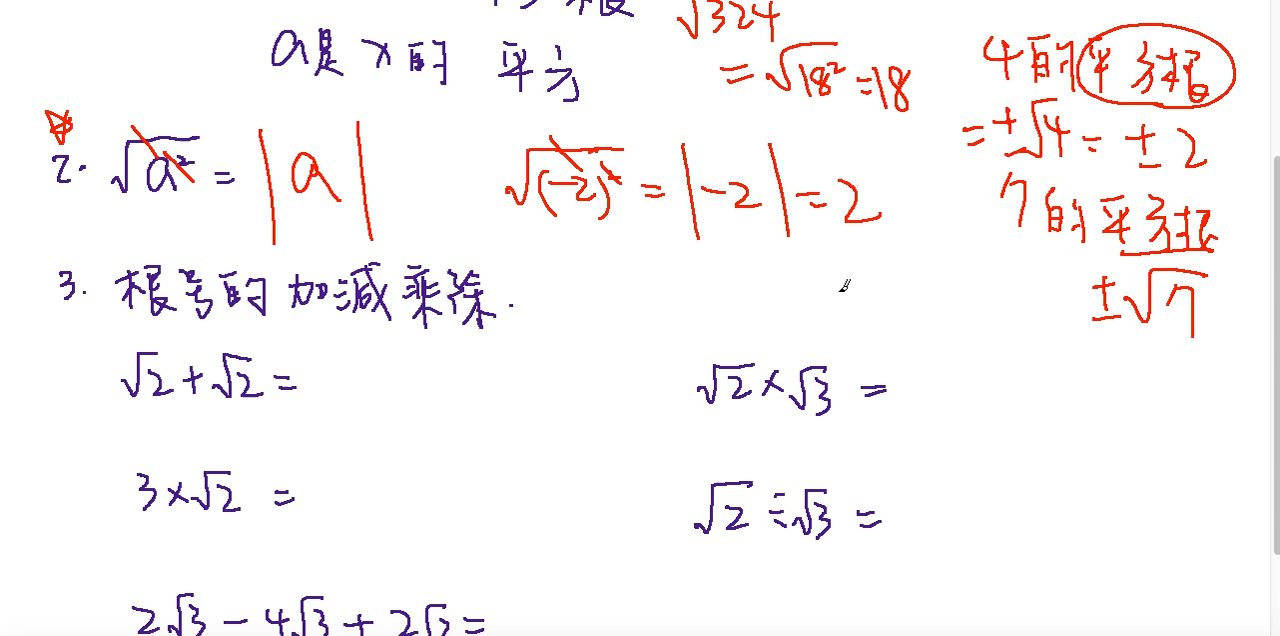 √324
a是x的 平方
= √18² = 18
4的平方根
= ±√4 = ±2
2. √a² = |a|
√(-2)² = |-2| = 2
7的平方根
±√7
3. 根号的加减乘除.
√2 + √2 =
√2 × √3 =
3 × √2 =
√2 ÷ √3 =
2√3 - 4√3 + 2√3 =